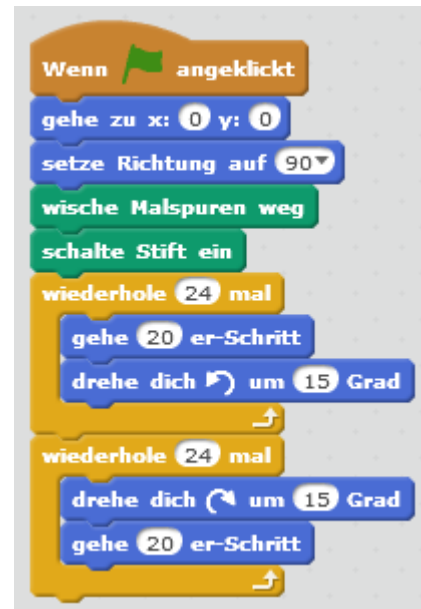 Wenn angeklickt
gehe zu x: 0 y: 0
setze Richtung auf 90
wische Malspuren weg
schalte Stift ein
wiederhole 24 mal
gehe 20 er-Schritt
drehe dich um 15 Grad
wiederhole 24 mal
drehe dich um 15 Grad
gehe 20 er-Schritt